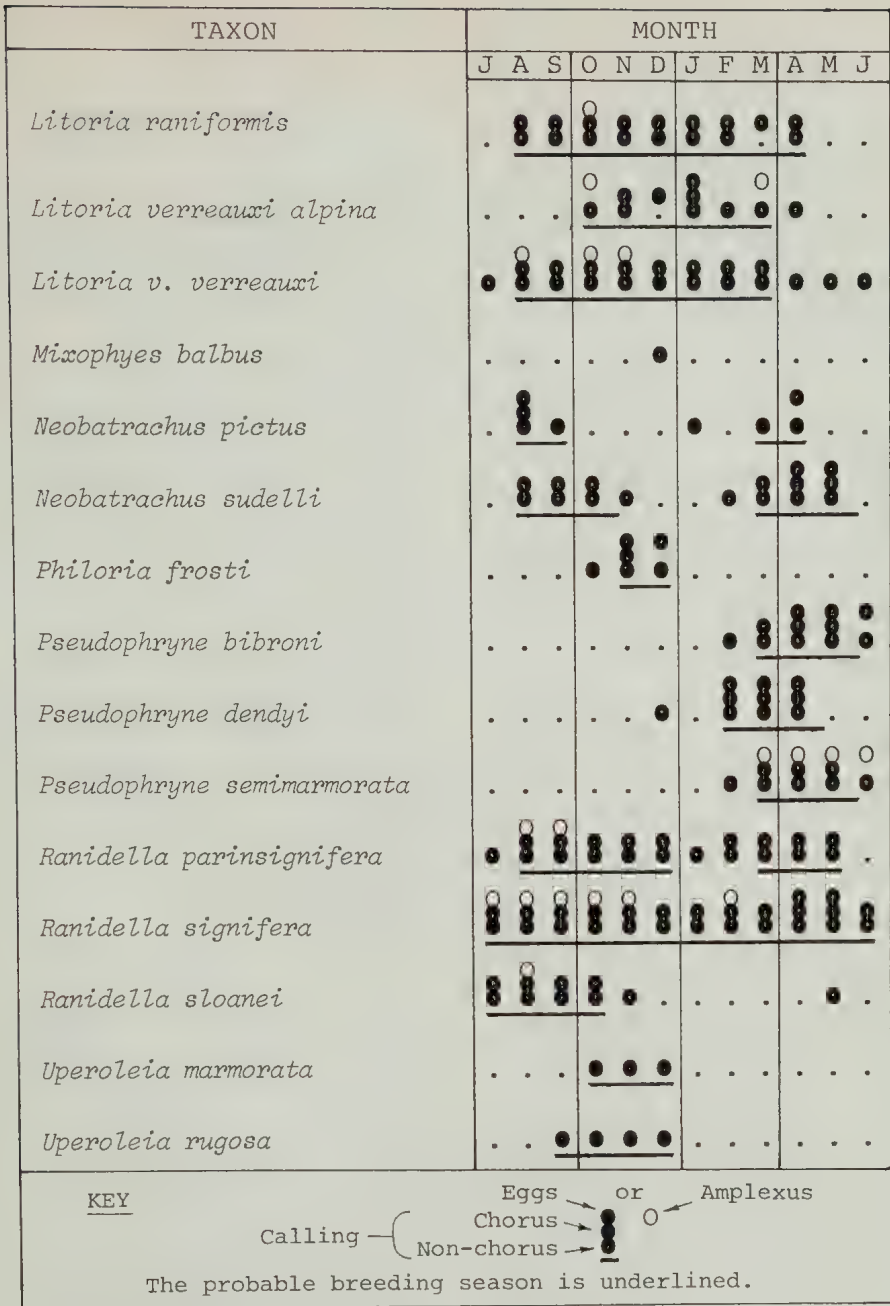 TAXON MONTH
J A S O N D J F M A M J
Litoria raniformis
Litoria verreauxi alpina
Litoria v. verreauxi
Mixophyes balbus
Neobatrachus pictus
Neobatrachus sudelli
Philoria frosti
Pseudophryne bibroni
Pseudophryne dendyi
Pseudophryne semimarmorata
Ranidella parinsignifera
Ranidella signifera
Ranidella sloanei
Uperoleia marmorata
Uperoleia rugosa
KEY Eggs or Amplexus
Calling Chorus
Non-chorus
The probable breeding season is underlined.